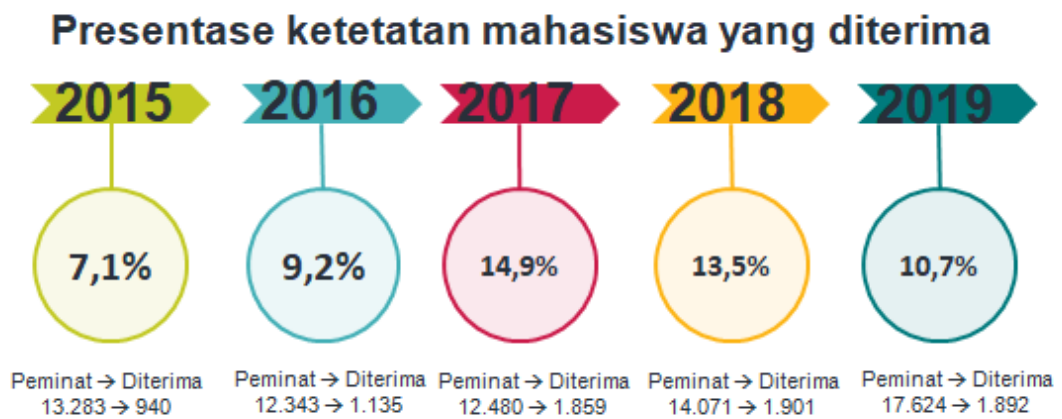 Presentase ketetatan mahasiswa yang diterima
2015
2016
2017
2018
2019
7,1%
9,2%
14,9%
13,5%
10,7%
Peminat → Diterima
13.283 → 940
Peminat → Diterima
12.343 → 1.135
Peminat → Diterima
12.480 → 1.859
Peminat → Diterima
14.071 → 1.901
Peminat → Diterima
17.624 → 1.892